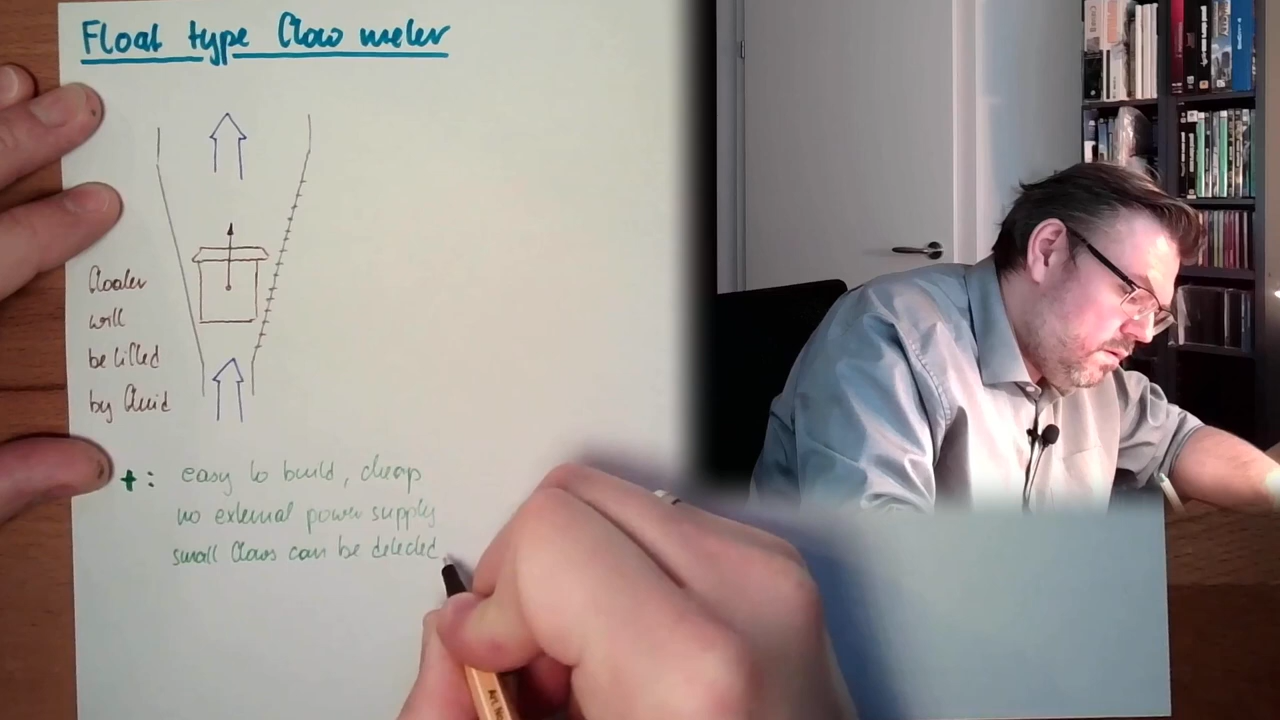 Float type flow meter
floater
will
be lifted
by fluid
+: easy to build, cheap
no external power supply
small flows can be detected